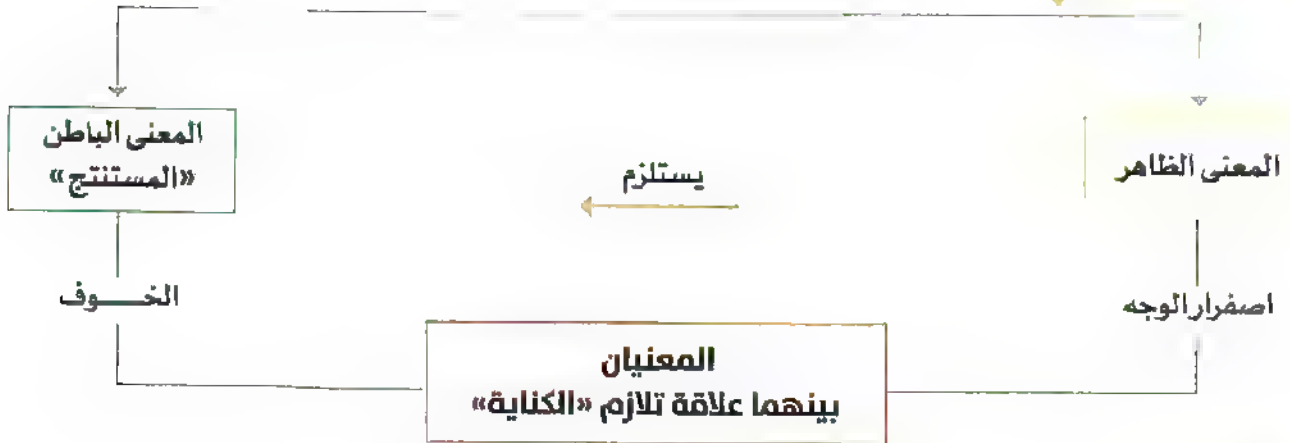 المعنى الظاهر
يستلزم
المعنى الباطن
«المستنتج»
اصفرار الوجه
الخـــوف
المعنيان
بينهما علاقة تلازم «الكناية»